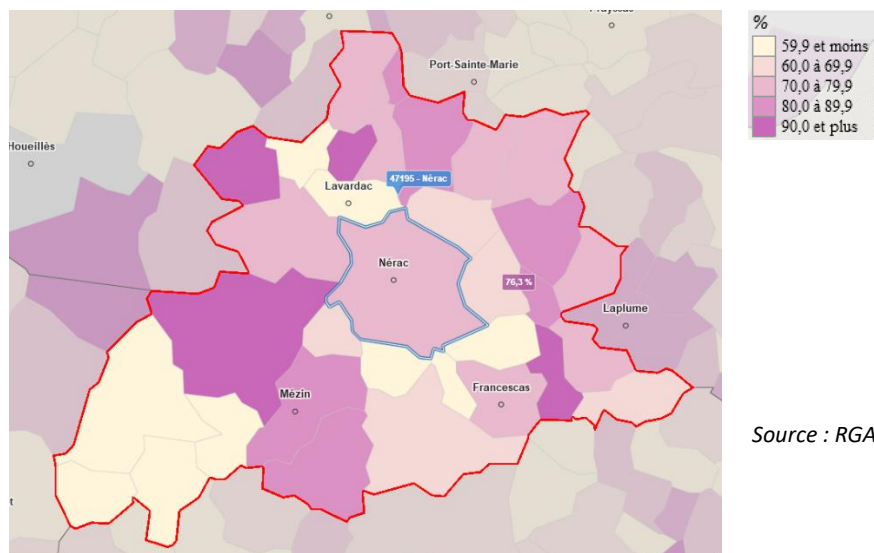 Port-Sainte-Marie
Houeillès
47195 - Nérac
Lavardac
Nérac
76,3 %
Laplume
Mézin
Francescas
t
%
59,9 et moins
60,0 à 69,9
70,0 à 79,9
80,0 à 89,9
90,0 et plus
Source : RGA